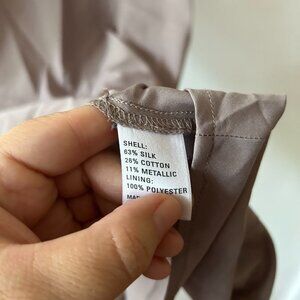 SHELL:
63% SILK
26% COTTON
11% METALLIC
LINING:
100% POLYESTER